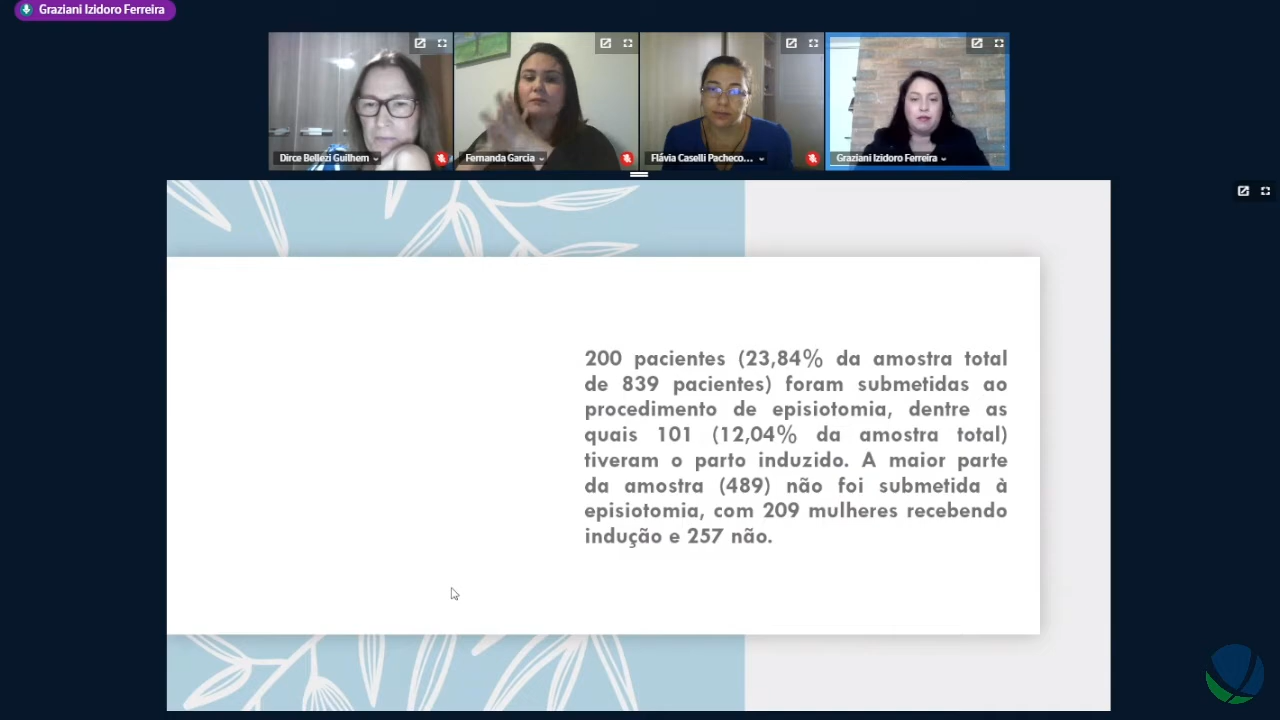 Graziani Izidoro Ferreira
Dirce Bellezi Guilhem
Fernanda Garcia
Flávia Caselli Pacheco...
Graziani Izidoro Ferreira
200 pacientes (23,84% da amostra total
de 839 pacientes) foram submetidas ao
procedimento de episiotomia, dentre as
quais 101 (12,04% da amostra total)
tiveram o parto induzido. A maior parte
da amostra (489) não foi submetida à
episiotomia, com 209 mulheres recebendo
indução e 257 não.